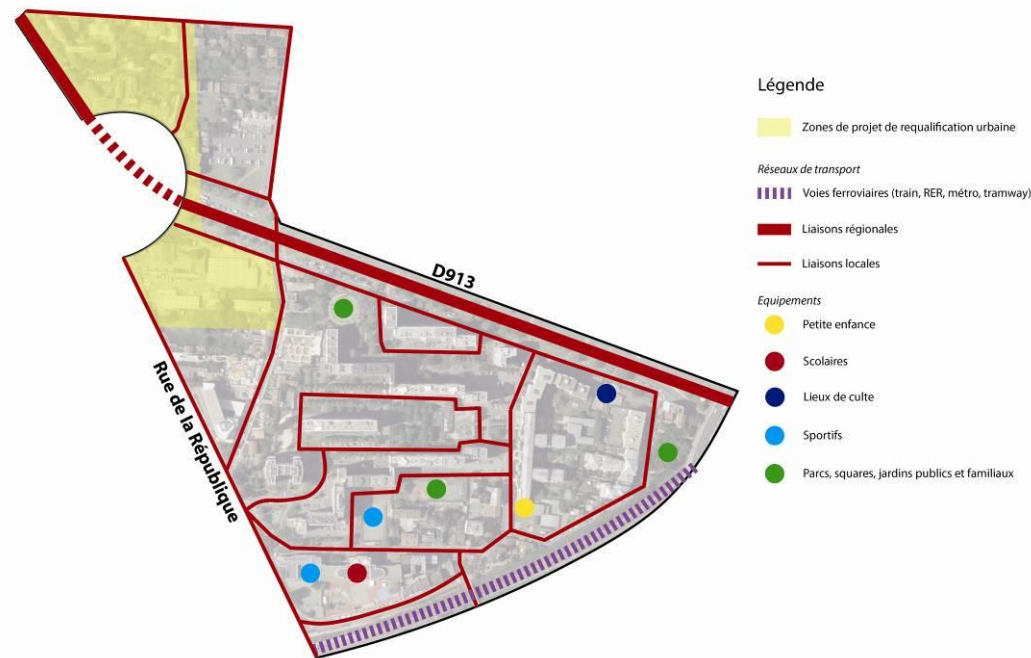 D913
Rue de la République
Légende
Zones de projet de requalification urbaine
Réseaux de transport
Voies ferroviaires (train, RER, métro, tramway)
Liaisons régionales
Liaisons locales
Equipements
Petite enfance
Scolaires
Lieux de culte
Sportifs
Parcs, squares, jardins publics et familiaux